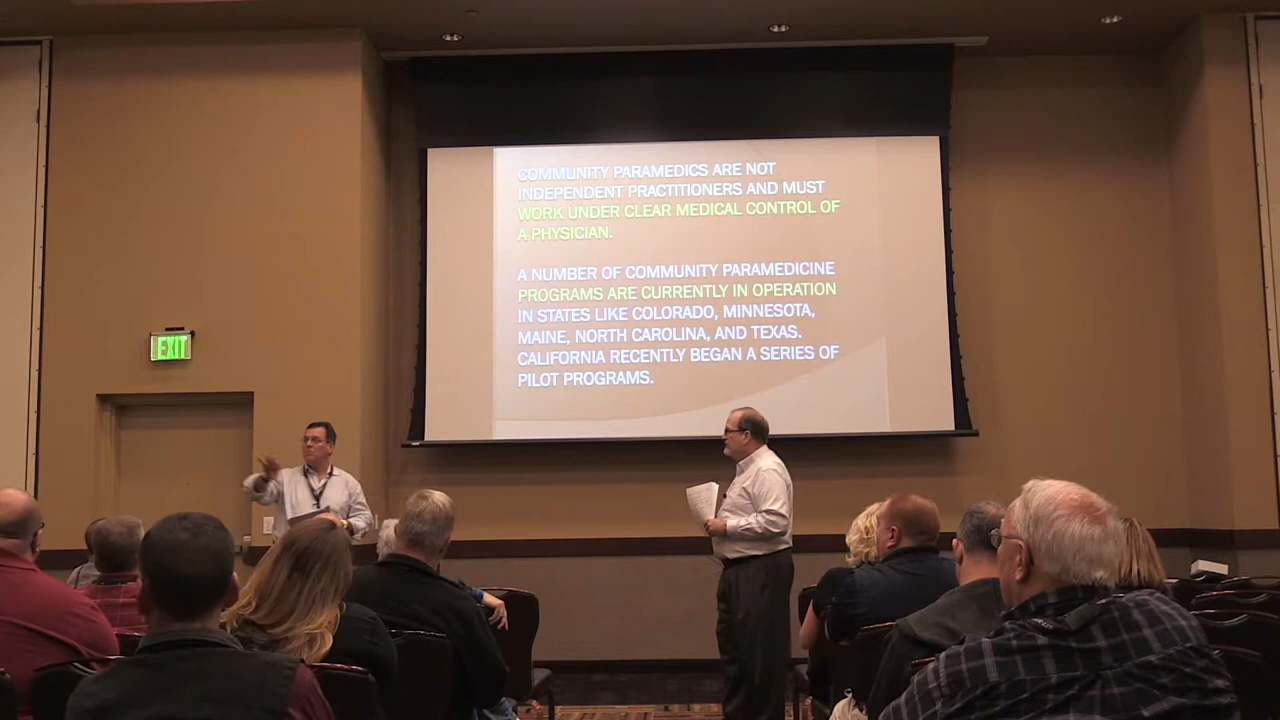 COMMUNITY PARAMEDICS ARE NOT
INDEPENDENT PRACTITIONERS AND MUST
WORK UNDER CLEAR MEDICAL CONTROL OF
A PHYSICIAN.
A NUMBER OF COMMUNITY PARAMEDICINE
PROGRAMS ARE CURRENTLY IN OPERATION
IN STATES LIKE COLORADO, MINNESOTA,
MAINE, NORTH CAROLINA, AND TEXAS.
CALIFORNIA RECENTLY BEGAN A SERIES OF
PILOT PROGRAMS.
EXIT